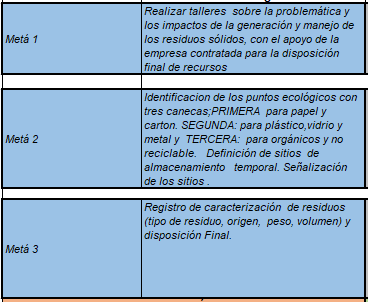 Metá 1
Realizar talleres sobre la problemática y
los impactos de la generación y manejo de
los residuos sólidos, con el apoyo de la
empresa contratada para la disposición
final de recursos
Metá 2
Identificacion de los puntos ecológicos con
tres canecas;PRIMERA para papel y
carton. SEGUNDA: para plástico,vidrio y
metal y TERCERA: para orgánicos y no
reciclable. Definición de sitios de
almacenamiento temporal. Señalización
de los sitios .
Metá 3
Registro de caracterización de residuos
(tipo de residuo, origen, peso, volumen) y
disposición Final.